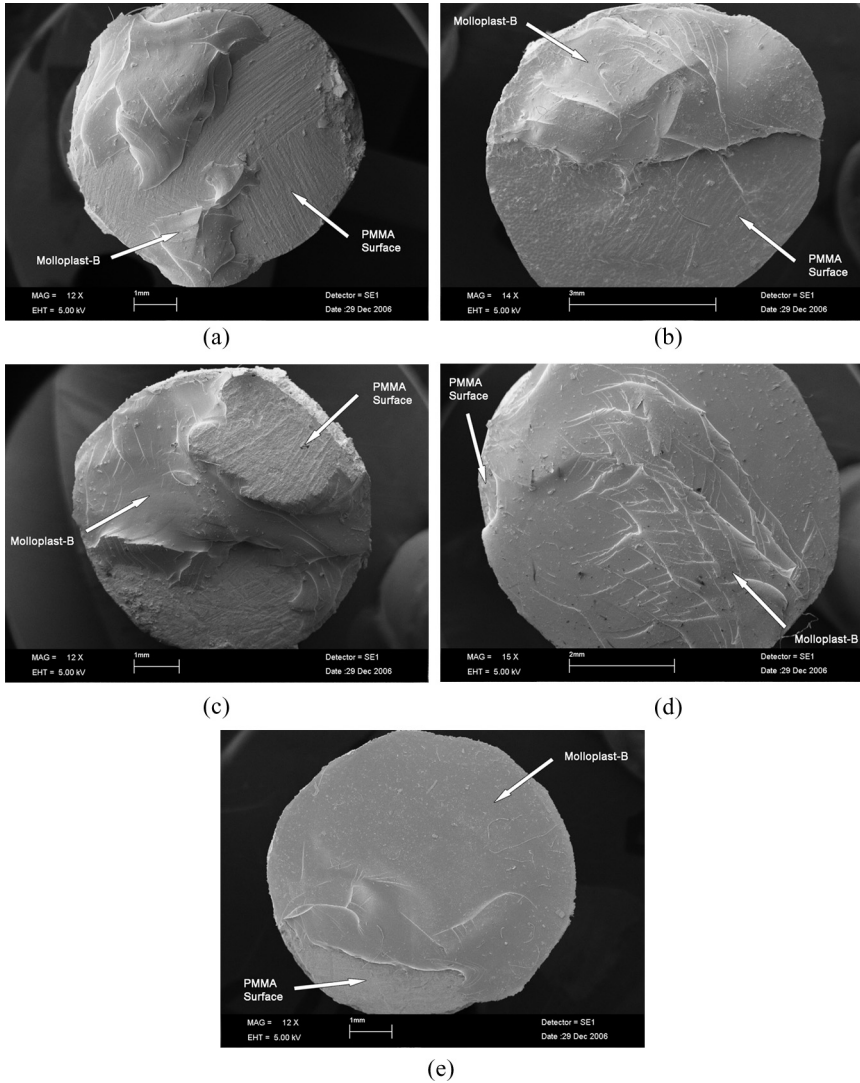 Molloplast-B
PMMA
Surface
MAG = 12 X
1mm
Detector = SE1
EHT = 5.00 kV
Date :29 Dec 2006
(a)
Molloplast-B
PMMA
Surface
MAG = 14 X
3mm
Detector = SE1
EHT = 5.00 kV
Date :29 Dec 2006
(b)
PMMA
Surface
Molloplast-B
MAG = 12 X
1mm
Detector = SE1
EHT = 5.00 kV
Date :29 Dec 2006
(c)
PMMA
Surface
Molloplast-B
MAG = 15 X
2mm
Detector = SE1
EHT = 5.00 kV
Date :29 Dec 2006
(d)
Molloplast-B
PMMA
Surface
MAG = 12 X
1mm
Detector = SE1
EHT = 5.00 kV
Date :29 Dec 2006
(e)